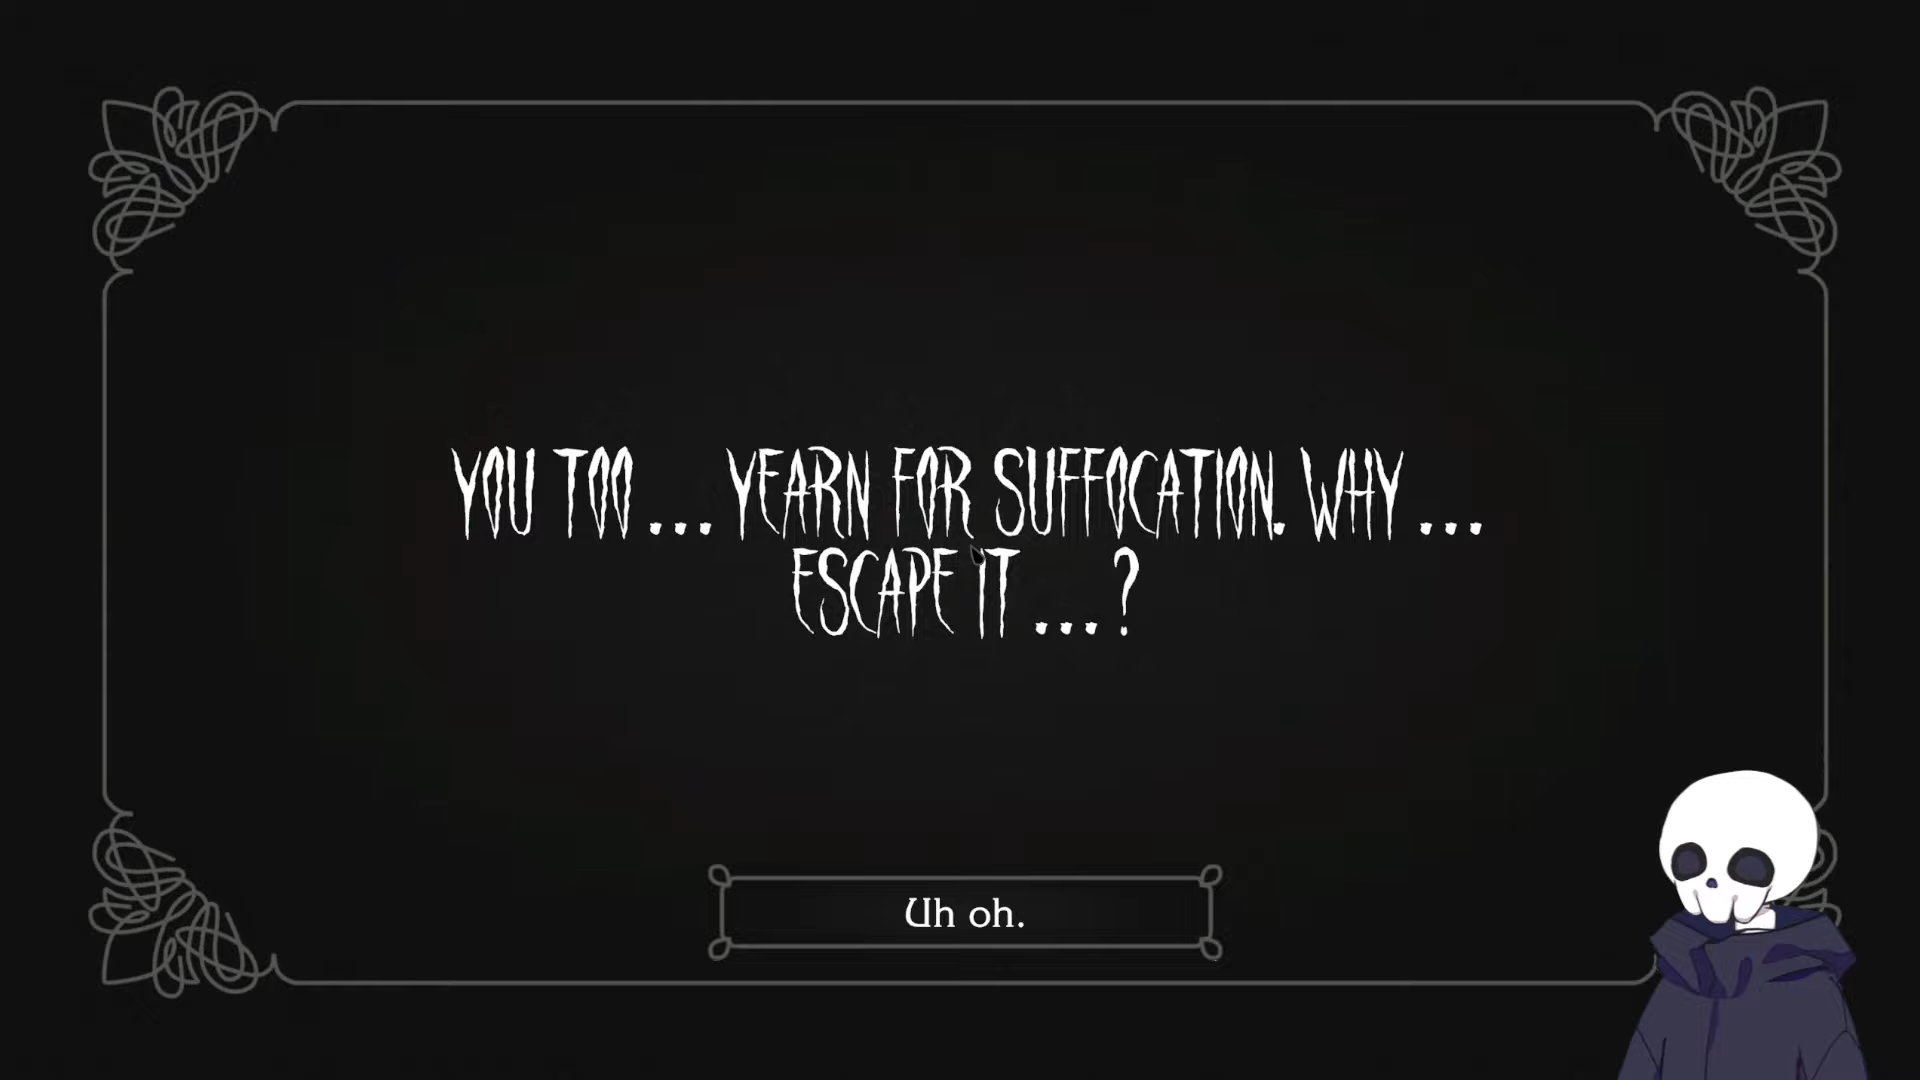 YOU TOO ... YEARN FOR SUFFOCATION. WHY ...
ESCAPE IT ... ?
Uh oh.